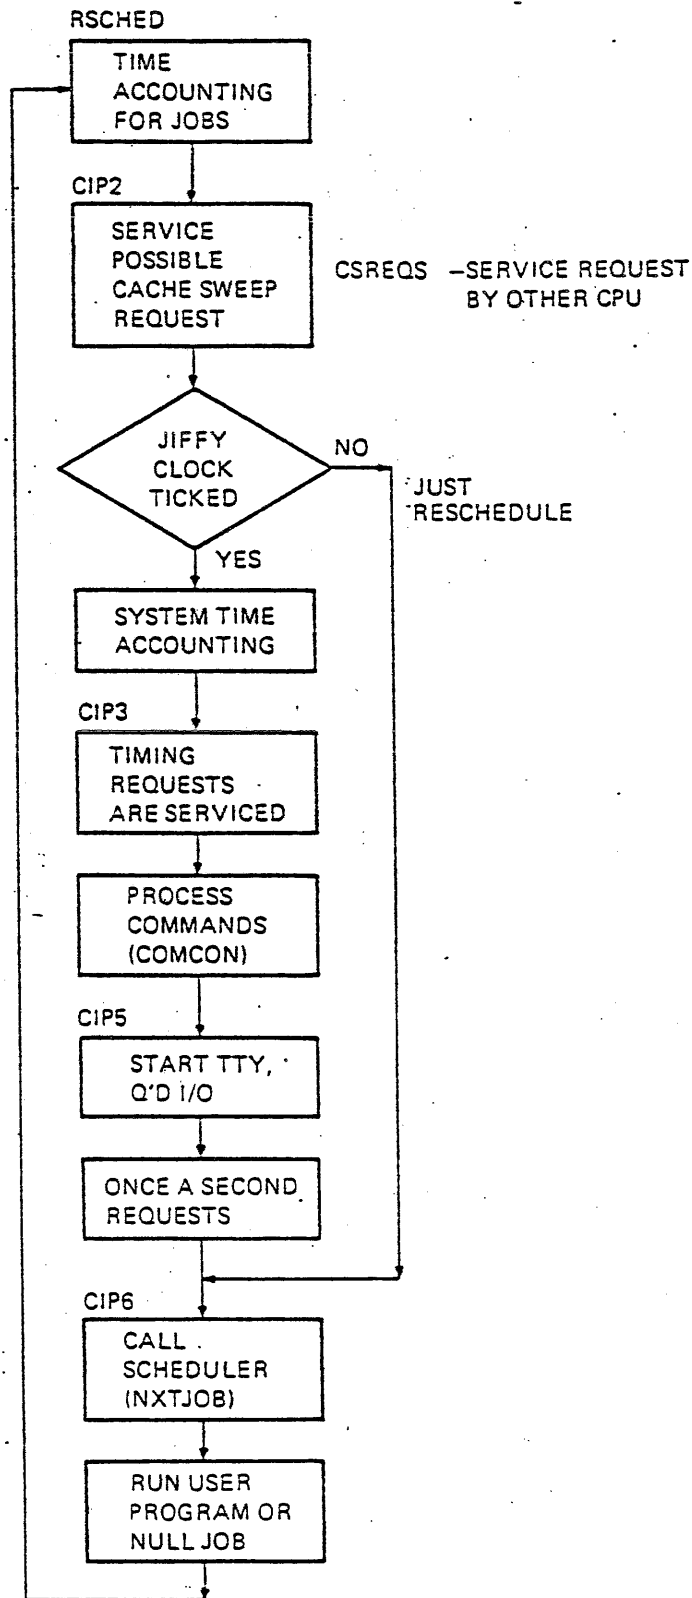 RSCHED
TIME
ACCOUNTING
FOR JOBS
CIP2
SERVICE
POSSIBLE
CACHE SWEEP
REQUEST
CSREQS –SERVICE REQUEST
BY OTHER CPU
JIFFY
CLOCK
TICKED
NO
JUST
RESCHEDULE
YES
SYSTEM TIME
ACCOUNTING
CIP3
TIMING
REQUESTS
ARE SERVICED
PROCESS
COMMANDS
(COMCON)
CIP5
START TTY,
Q'D I/O
ONCE A SECOND
REQUESTS
CIP6
CALL
SCHEDULER
(NXTJOB)
RUN USER
PROGRAM OR
NULL JOB